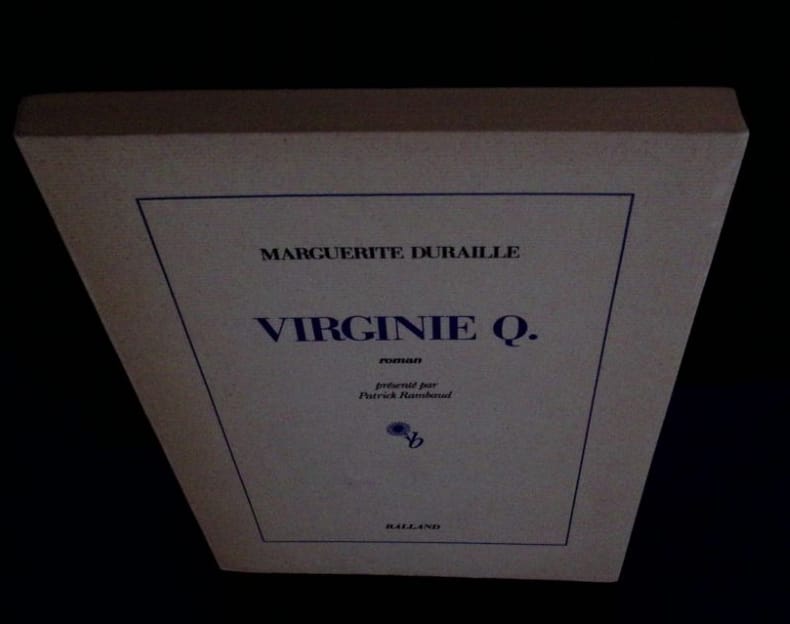 MARGUERITE DURAILLE
VIRGINIE Q.
roman
présenté par
Patrick Rambaud
b
BALLAND